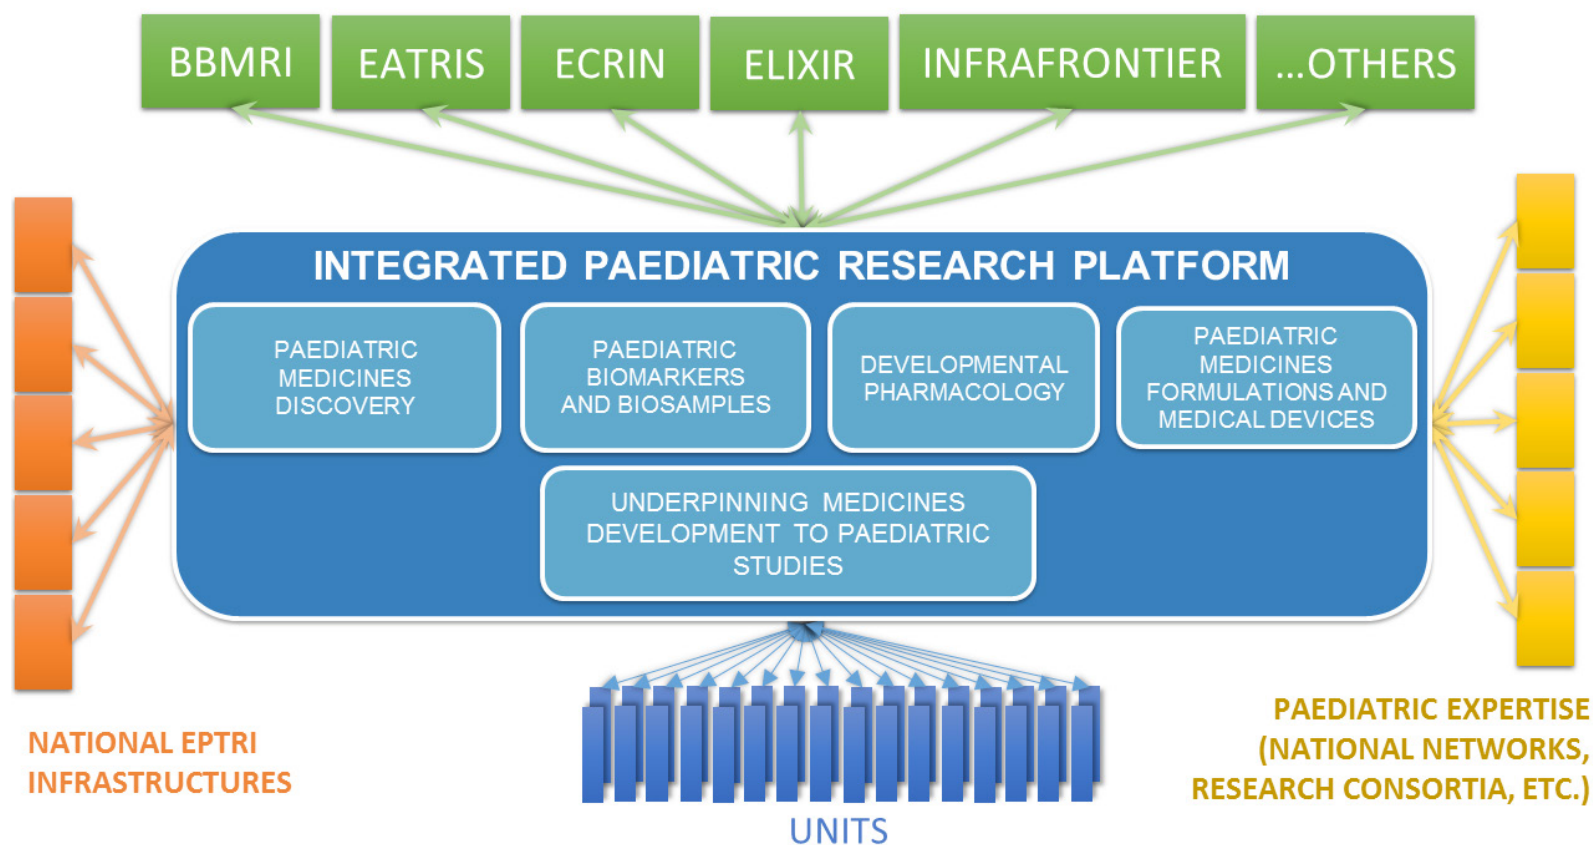 BBMRI
EATRIS
ECRIN
ELIXIR
INFRAFRONTIER
...OTHERS
INTEGRATED PAEDIATRIC RESEARCH PLATFORM
PAEDIATRIC
MEDICINES
DISCOVERY
PAEDIATRIC
BIOMARKERS
AND BIOSAMPLES
DEVELOPMENTAL
PHARMACOLOGY
PAEDIATRIC
MEDICINES
FORMULATIONS AND
MEDICAL DEVICES
UNDERPINNING MEDICINES
DEVELOPMENT TO PAEDIATRIC
STUDIES
NATIONAL EPTRI
INFRASTRUCTURES
UNITS
PAEDIATRIC EXPERTISE
(NATIONAL NETWORKS,
RESEARCH CONSORTIA, ETC.)